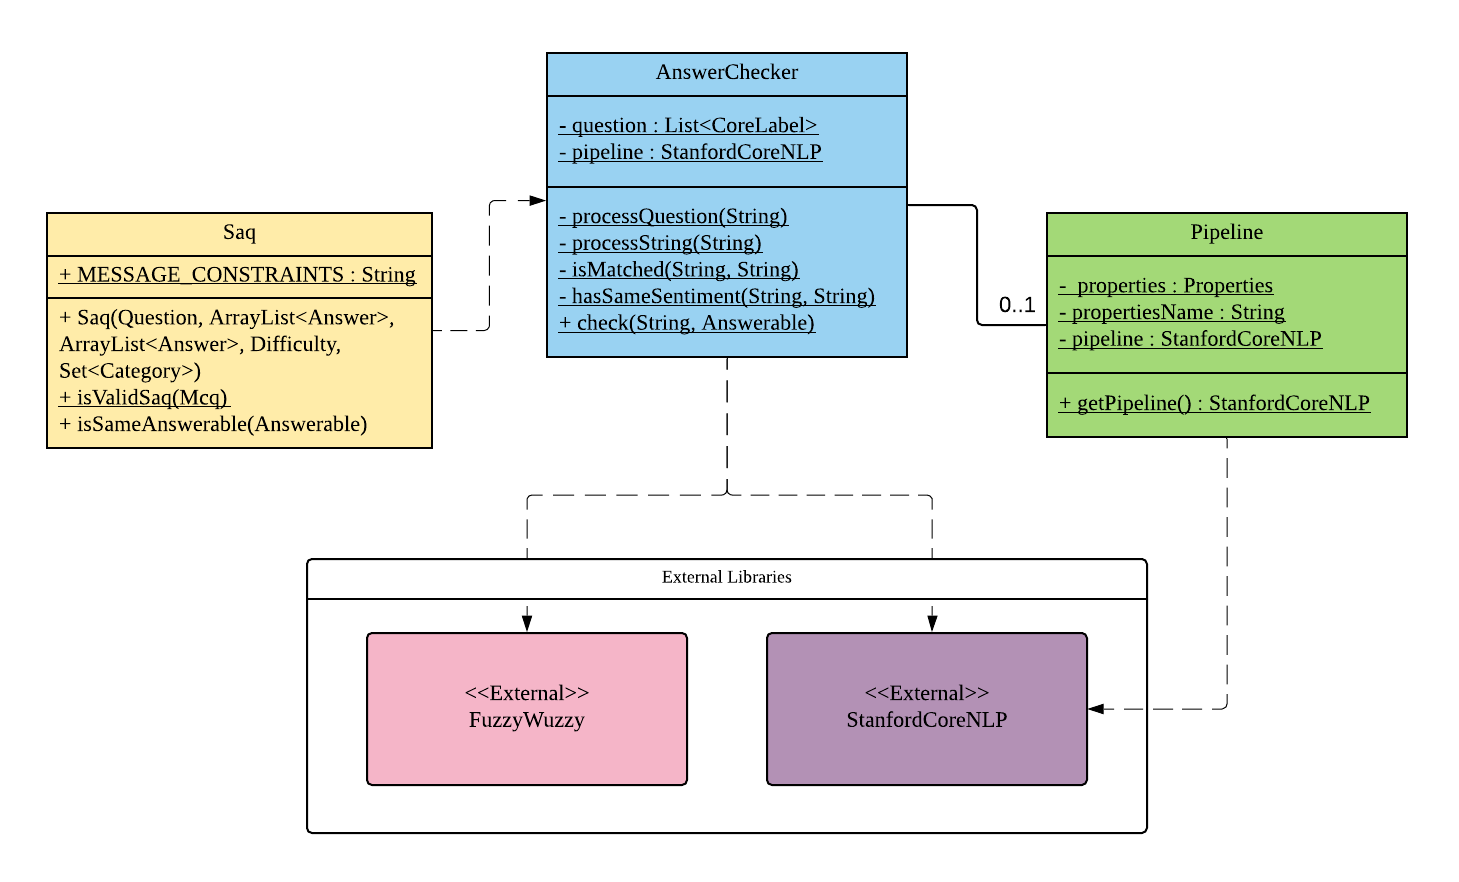 AnswerChecker
- question : List<CoreLabel>
- pipeline : StanfordCoreNLP
- processQuestion(String)
- processString(String)
- isMatched(String, String)
- hasSameSentiment(String, String)
+ check(String, Answerable)
Saq
+ MESSAGE_CONSTRAINTS : String
+ Saq(Question, ArrayList<Answer>,
ArrayList<Answer>, Difficulty,
Set<Category>)
+ isValidSaq(Mcq)
+ isSameAnswerable(Answerable)
0..1
Pipeline
-  properties : Properties
- propertiesName : String
- pipeline : StanfordCoreNLP
+ getPipeline() : StanfordCoreNLP
External Libraries
<<External>>
FuzzyWuzzy
<<External>>
StanfordCoreNLP